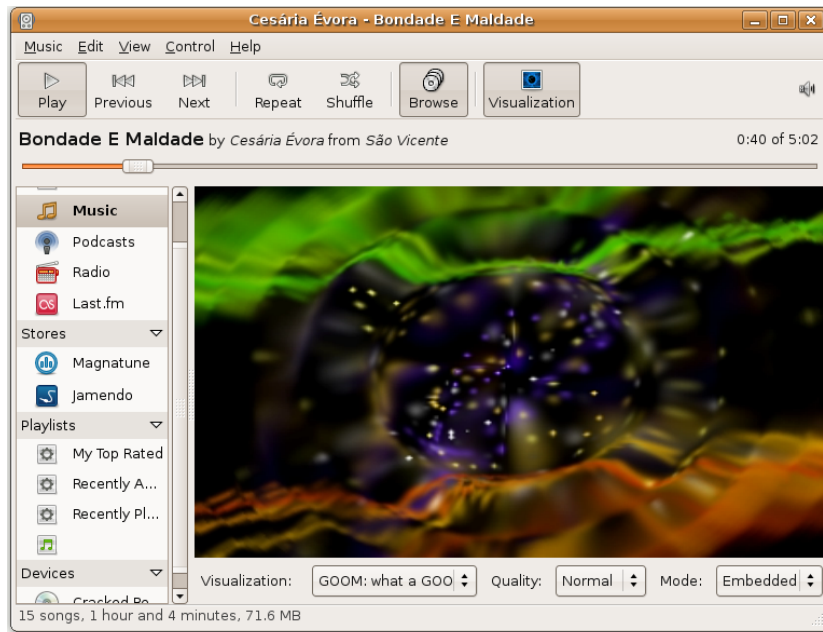 Cesária Évora - Bondade E Maldade
Music Edit View Control Help
Play Previous Next Repeat Shuffle Browse Visualization
Bondade E Maldade by Cesária Évora from São Vicente 0:40 of 5:02
Music
Podcasts
Radio
Last.fm
Stores
Magnatune
Jamendo
Playlists
My Top Rated
Recently A...
Recently Pl...
Devices
Cracked
Visualization: GOOM: what a GOO Quality: Normal Mode: Embedded
15 songs, 1 hour and 4 minutes, 71.6 MB